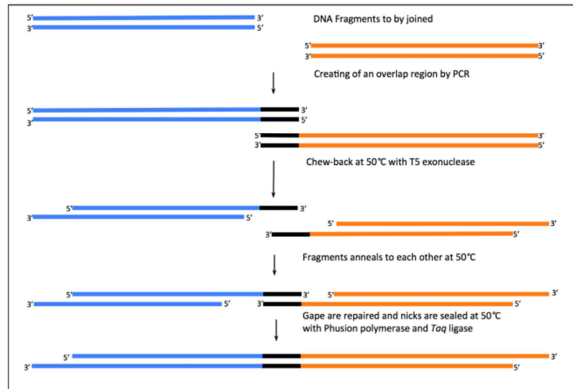 5' 3' DNA Fragments to by joined
3' 5'
5' 3'
3' 5'
Creating of an overlap region by PCR
5' 3'
3' 5'
5' 3'
3' 5'
Chew-back at 50°C with T5 exonuclease
5' 3'
3' 5'
5' 3'
3' 5'
Fragments anneals to each other at 50°C
5' 3' 5' 3'
3' 5' 3' 5'
Gape are repaired and nicks are sealed at 50°C
with Phusion polymerase and Taq ligase
5' 3'
3' 5'